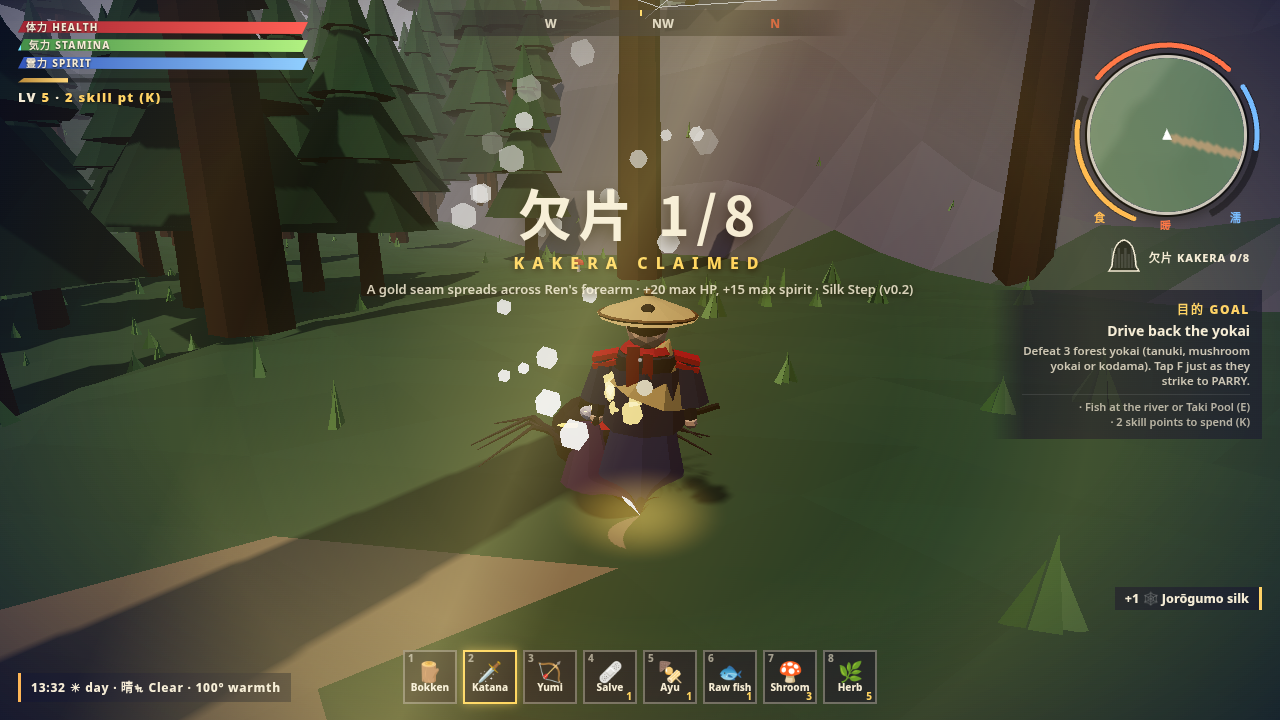 体力 HEALTH
気力 STAMINA
霊力 SPIRIT
LV 5 · 2 skill pt (K)
W NW N
食 暖 濡
欠片 KAKERA 0/8
欠片 1/8
KAKERA CLAIMED
A gold seam spreads across Ren's forearm · +20 max HP, +15 max spirit · Silk Step (v0.2)
目的 GOAL
Drive back the yokai
Defeat 3 forest yokai (tanuki, mushroom
yokai or kodama). Tap F just as they
strike to PARRY.
· Fish at the river or Taki Pool (E)
· 2 skill points to spend (K)
+1 🕸 Jorōgumo silk
13:32 ☀ day · 晴れ Clear · 100° warmth
1 Bokken
2 Katana
3 Yumi
4 Salve 1
5 Ayu 1
6 Raw fish 1
7 Shroom 3
8 Herb 5